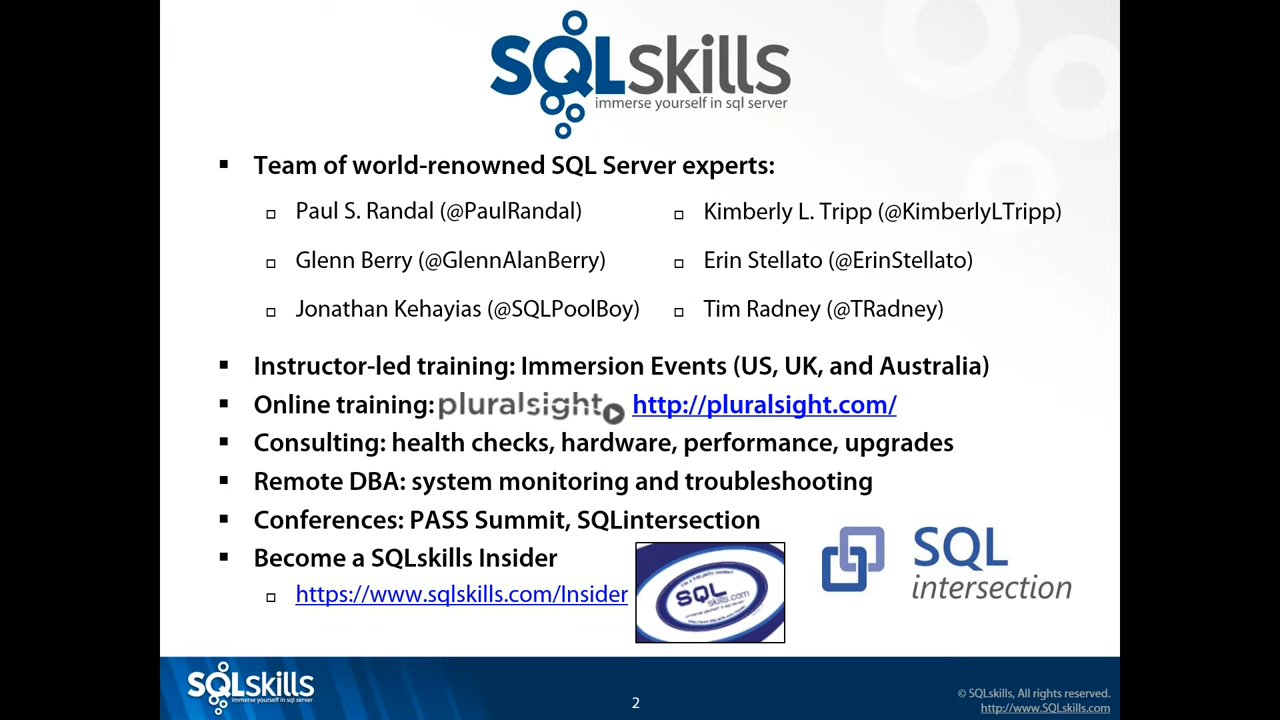 SQLskills
immerse yourself in sql server
Team of world-renowned SQL Server experts:
Paul S. Randal (@PaulRandal)
Kimberly L. Tripp (@KimberlyLTripp)
Glenn Berry (@GlennAlanBerry)
Erin Stellato (@ErinStellato)
Jonathan Kehayias (@SQLPoolBoy)
Tim Radney (@TRadney)
Instructor-led training: Immersion Events (US, UK, and Australia)
Online training: pluralsight http://pluralsight.com/
Consulting: health checks, hardware, performance, upgrades
Remote DBA: system monitoring and troubleshooting
Conferences: PASS Summit, SQLintersection
Become a SQLskills Insider
https://www.sqlskills.com/Insider
SQL
skills.com
SQL
intersection
SQLskills
immerse yourself in sql server
2
© SQLskills, All rights reserved.
http://www.SQLskills.com